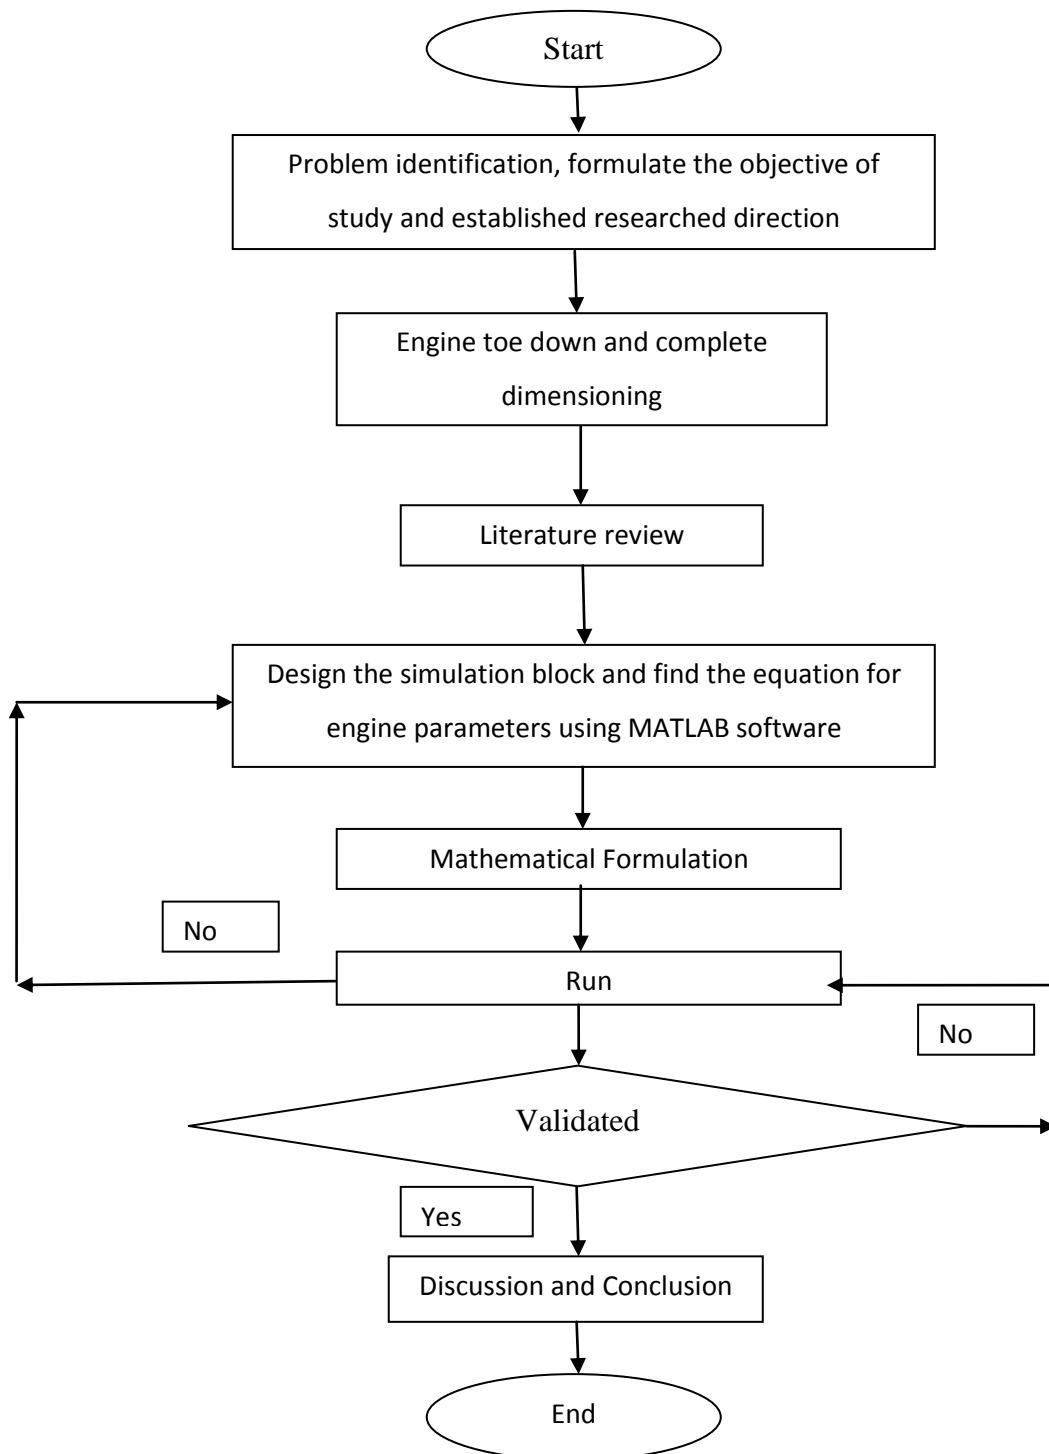 Start
Problem identification, formulate the objective of
study and established researched direction
Engine toe down and complete
dimensioning
Literature review
Design the simulation block and find the equation for
engine parameters using MATLAB software
Mathematical Formulation
No
Run
No
Validated
Yes
Discussion and Conclusion
End